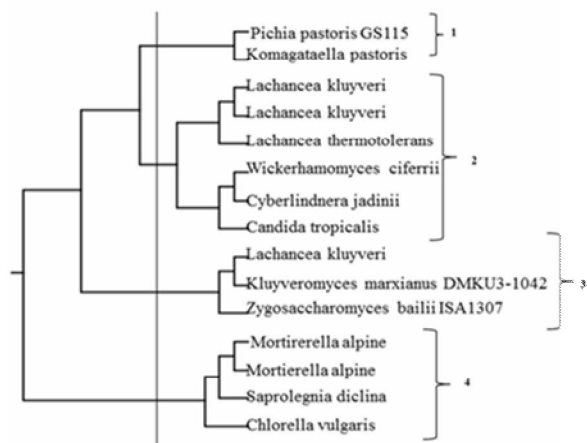 Pichia pastoris GS115
1
Komagataella pastoris
Lachancea kluyveri
Lachancea kluyveri
Lachancea thermotolerans
2
Wickerhamomyces ciferrii
Cyberlindnera jadinii
Candida tropicalis
Lachancea kluyveri
Kluyveromyces marxianus DMKU3-1042
3
Zygosaccharomyces bailii ISA1307
Mortirerella alpine
Mortierella alpine
4
Saprolegnia diclina
Chlorella vulgaris